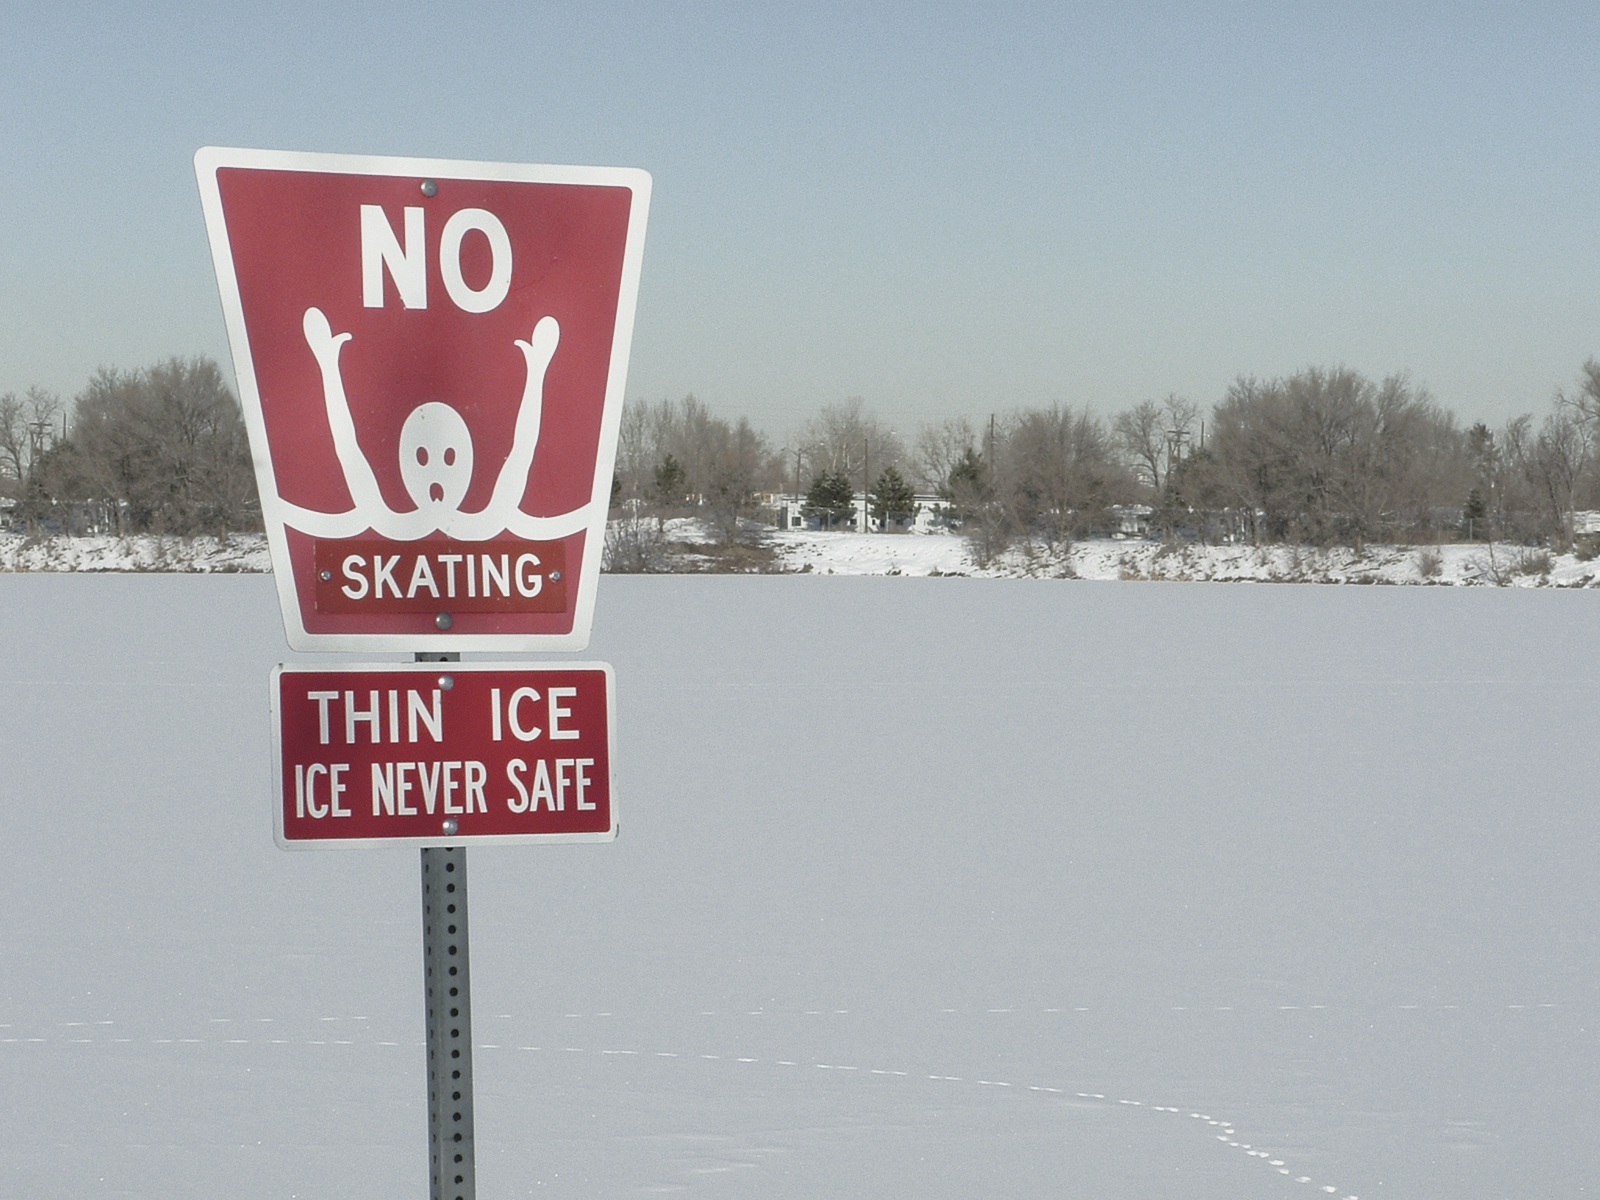 NO
SKATING
THIN ICE
ICE NEVER SAFE